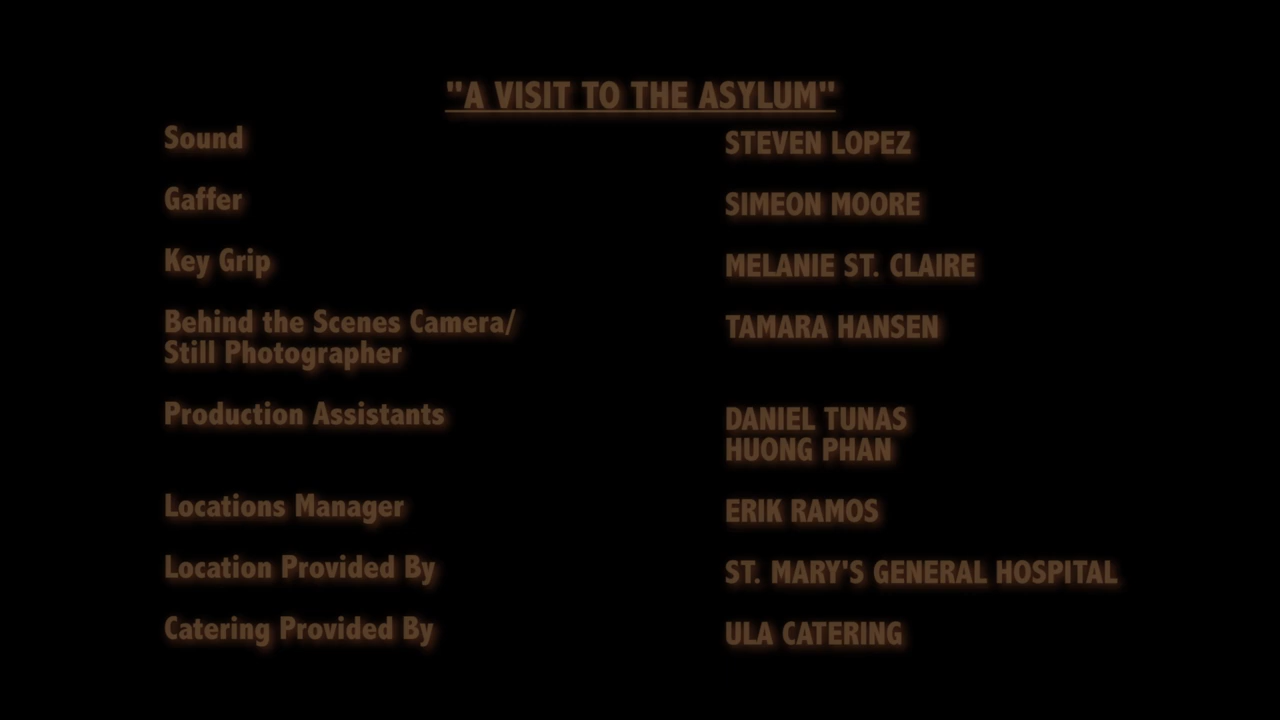 "A VISIT TO THE ASYLUM"
Sound STEVEN LOPEZ
Gaffer SIMEON MOORE
Key Grip MELANIE ST. CLAIRE
Behind the Scenes Camera/ TAMARA HANSEN
Still Photographer
Production Assistants DANIEL TUNAS
HUONG PHAN
Locations Manager ERIK RAMOS
Location Provided By ST. MARY'S GENERAL HOSPITAL
Catering Provided By ULA CATERING